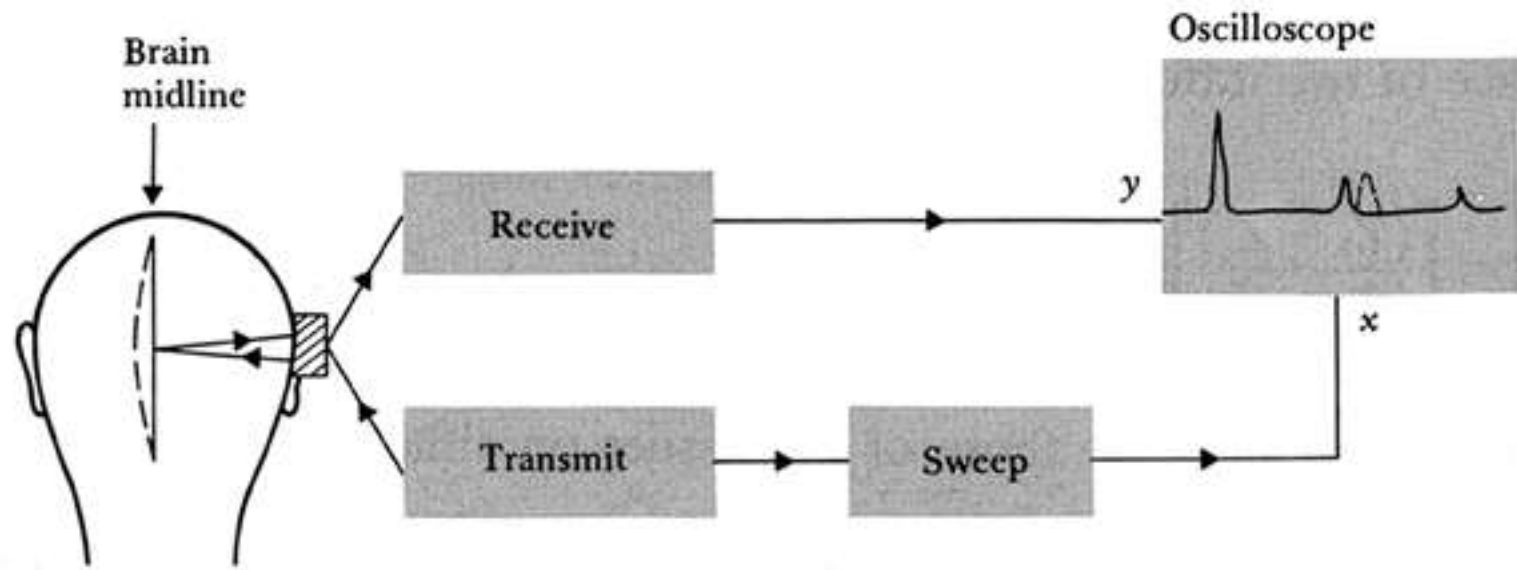 Oscilloscope
Brain
midline
Receive
y
x
Transmit
Sweep